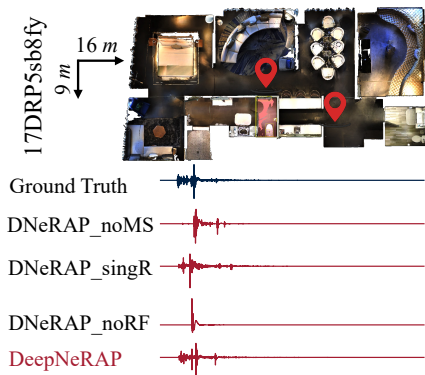 17DRP5sb8fy
16 m
9 m
Ground Truth
DNeRAP_noMS
DNeRAP_singR
DNeRAP_noRF
DeepNeRAP